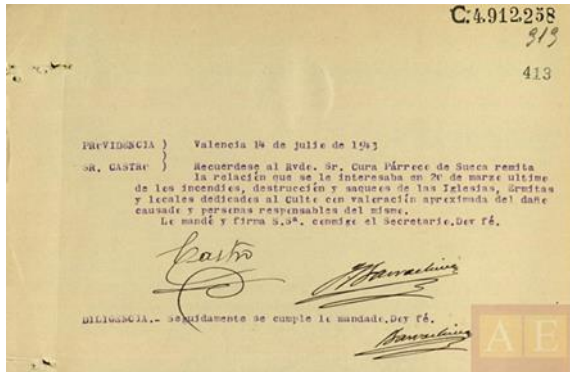 C:4.912,258
919
413
PROVIDENCIA ) Valencia 14 de julio de 1943
)
SR. CASTRO ) Recuerdese al Rvdo. Sr. Cura Párroco de Sueca remita
la relación que se le interesaba en 20 de marzo ultimo
de los incendios, destrucción y saqueos de las Iglesias, Ermitas
y locales dedicados al Culto con valoración aproximada del daño
causado y personas responsables del mismo.
Lo mandó y firma S.Sª. conmigo el Secretario.Doy fé.
Castro
DILIGENCIA.- Seguidamente se cumple lo mandado.Doy fé.
AE